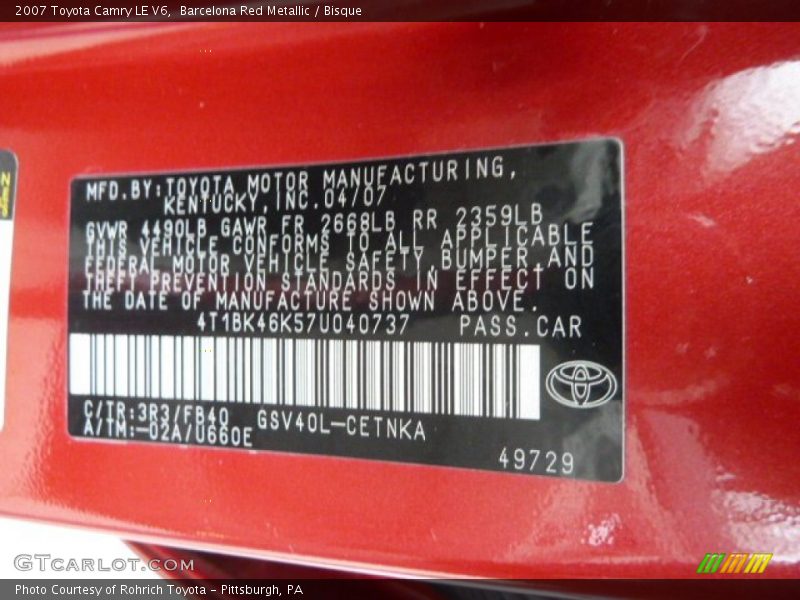 2007 Toyota Camry LE V6,  Barcelona Red Metallic / Bisque
MFD.BY:TOYOTA MOTOR MANUFACTURING,
KENTUCKY,INC.04/07
GVWR 4490LB GAWR FR 2668LB RR 2359LB
THIS VEHICLE CONFORMS TO ALL APPLICABLE
FEDERAL MOTOR VEHICLE SAFETY,BUMPER,AND
THEFT PREVENTION STANDARDS IN EFFECT ON
THE DATE OF MANUFACTURE SHOWN ABOVE.
4T1BK46K57U040737 PASS.CAR
C/TR:3R3/FB40 GSV40L-CETNKA
A/TM:-02A/U660E
49729
GTCARLOT.COM
Photo Courtesy of Rohrich Toyota - Pittsburgh, PA